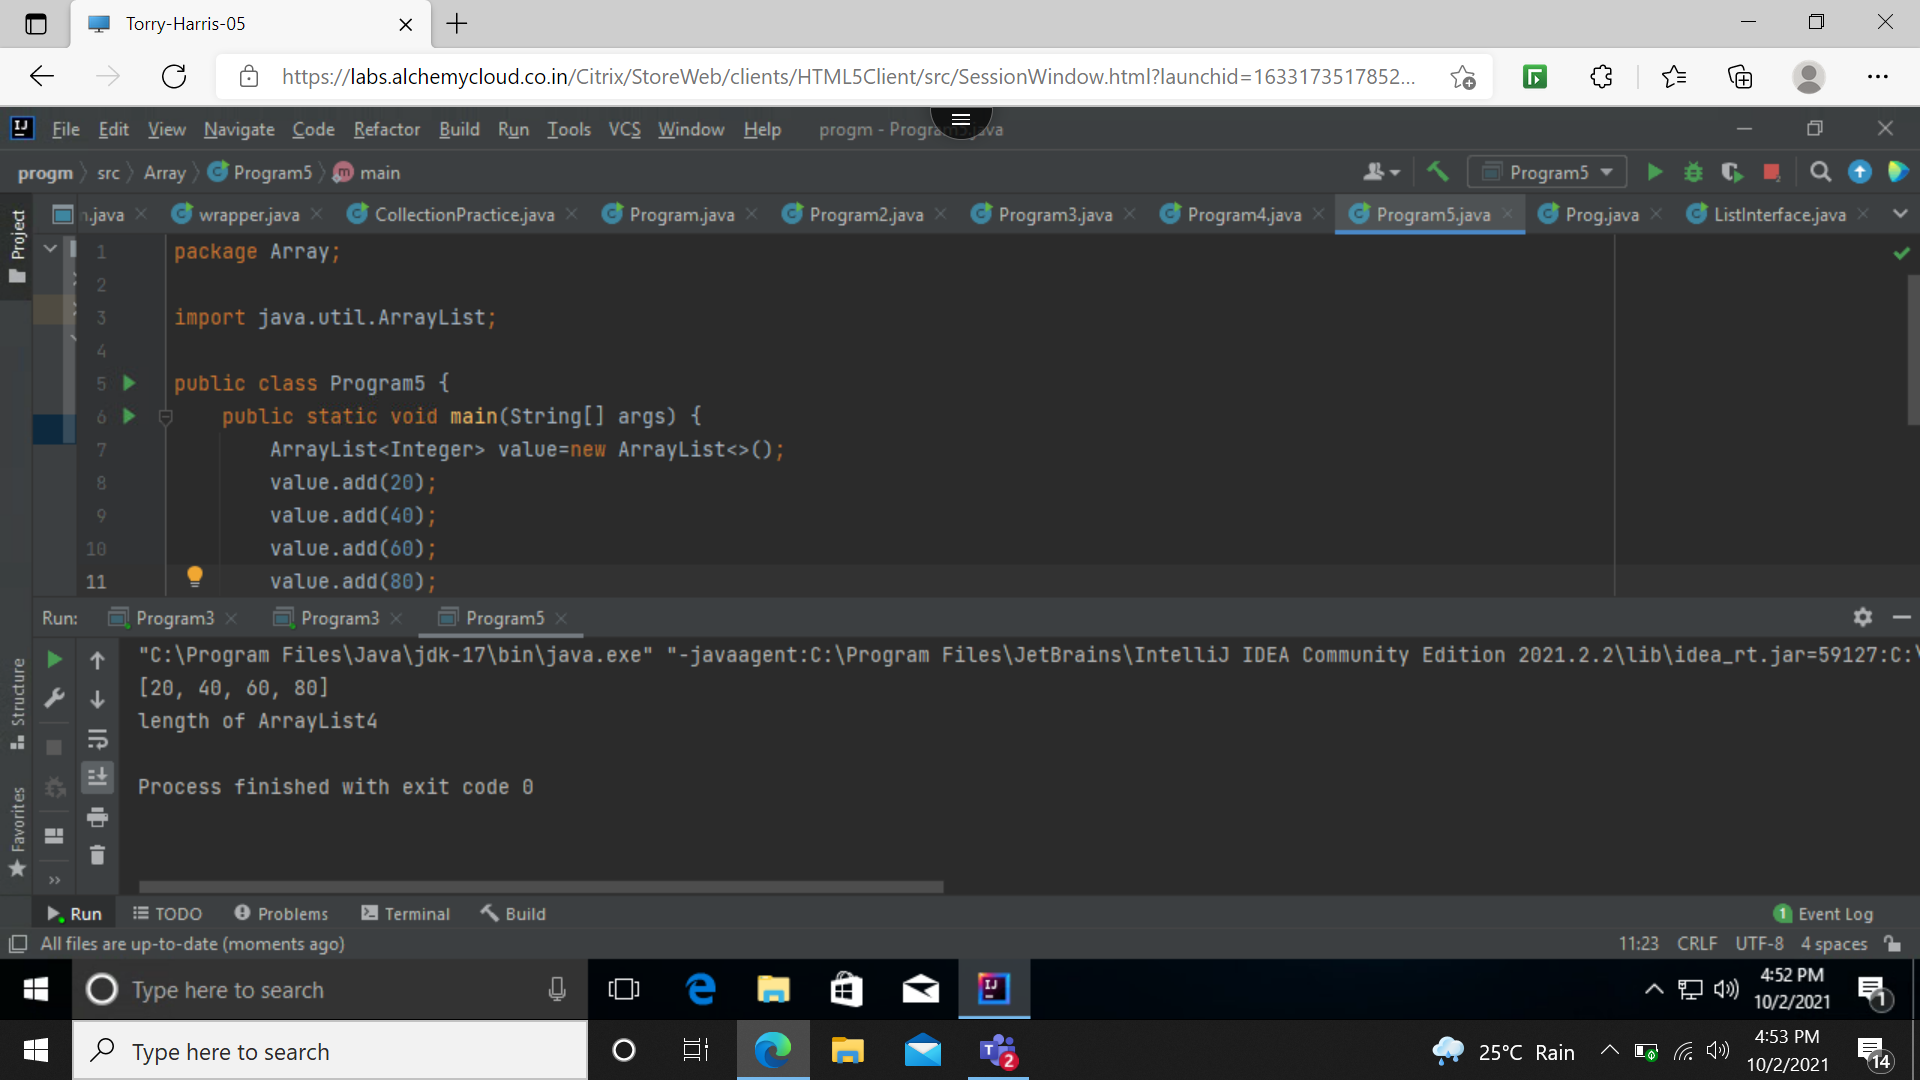 Torry-Harris-05
https://labs.alchemycloud.co.in/Citrix/StoreWeb/clients/HTML5Client/src/SessionWindow.html?launchid=1633173517852...
File Edit View Navigate Code Refactor Build Run Tools VCS Window Help progm - Program5.java
progm src Array Program5 main Program5
n.java wrapper.java CollectionPractice.java Program.java Program2.java Program3.java Program4.java Program5.java Prog.java ListInterface.java
Project
1 package Array;
2
3 import java.util.ArrayList;
4
5 public class Program5 {
6 public static void main(String[] args) {
7 ArrayList<Integer> value=new ArrayList<>();
8 value.add(20);
9 value.add(40);
10 value.add(60);
11 value.add(80);
Run: Program3 Program3 Program5
"C:\Program Files\Java\jdk-17\bin\java.exe" "-javaagent:C:\Program Files\JetBrains\IntelliJ IDEA Community Edition 2021.2.2\lib\idea_rt.jar=59127:C:\
[20, 40, 60, 80]
length of ArrayList4
Process finished with exit code 0
Structure
Favorites
Run TODO Problems Terminal Build 1 Event Log
All files are up-to-date (moments ago) 11:23 CRLF UTF-8 4 spaces
Type here to search 4:52 PM
10/2/2021 1
Type here to search 2 25°C Rain 4:53 PM
10/2/2021 14